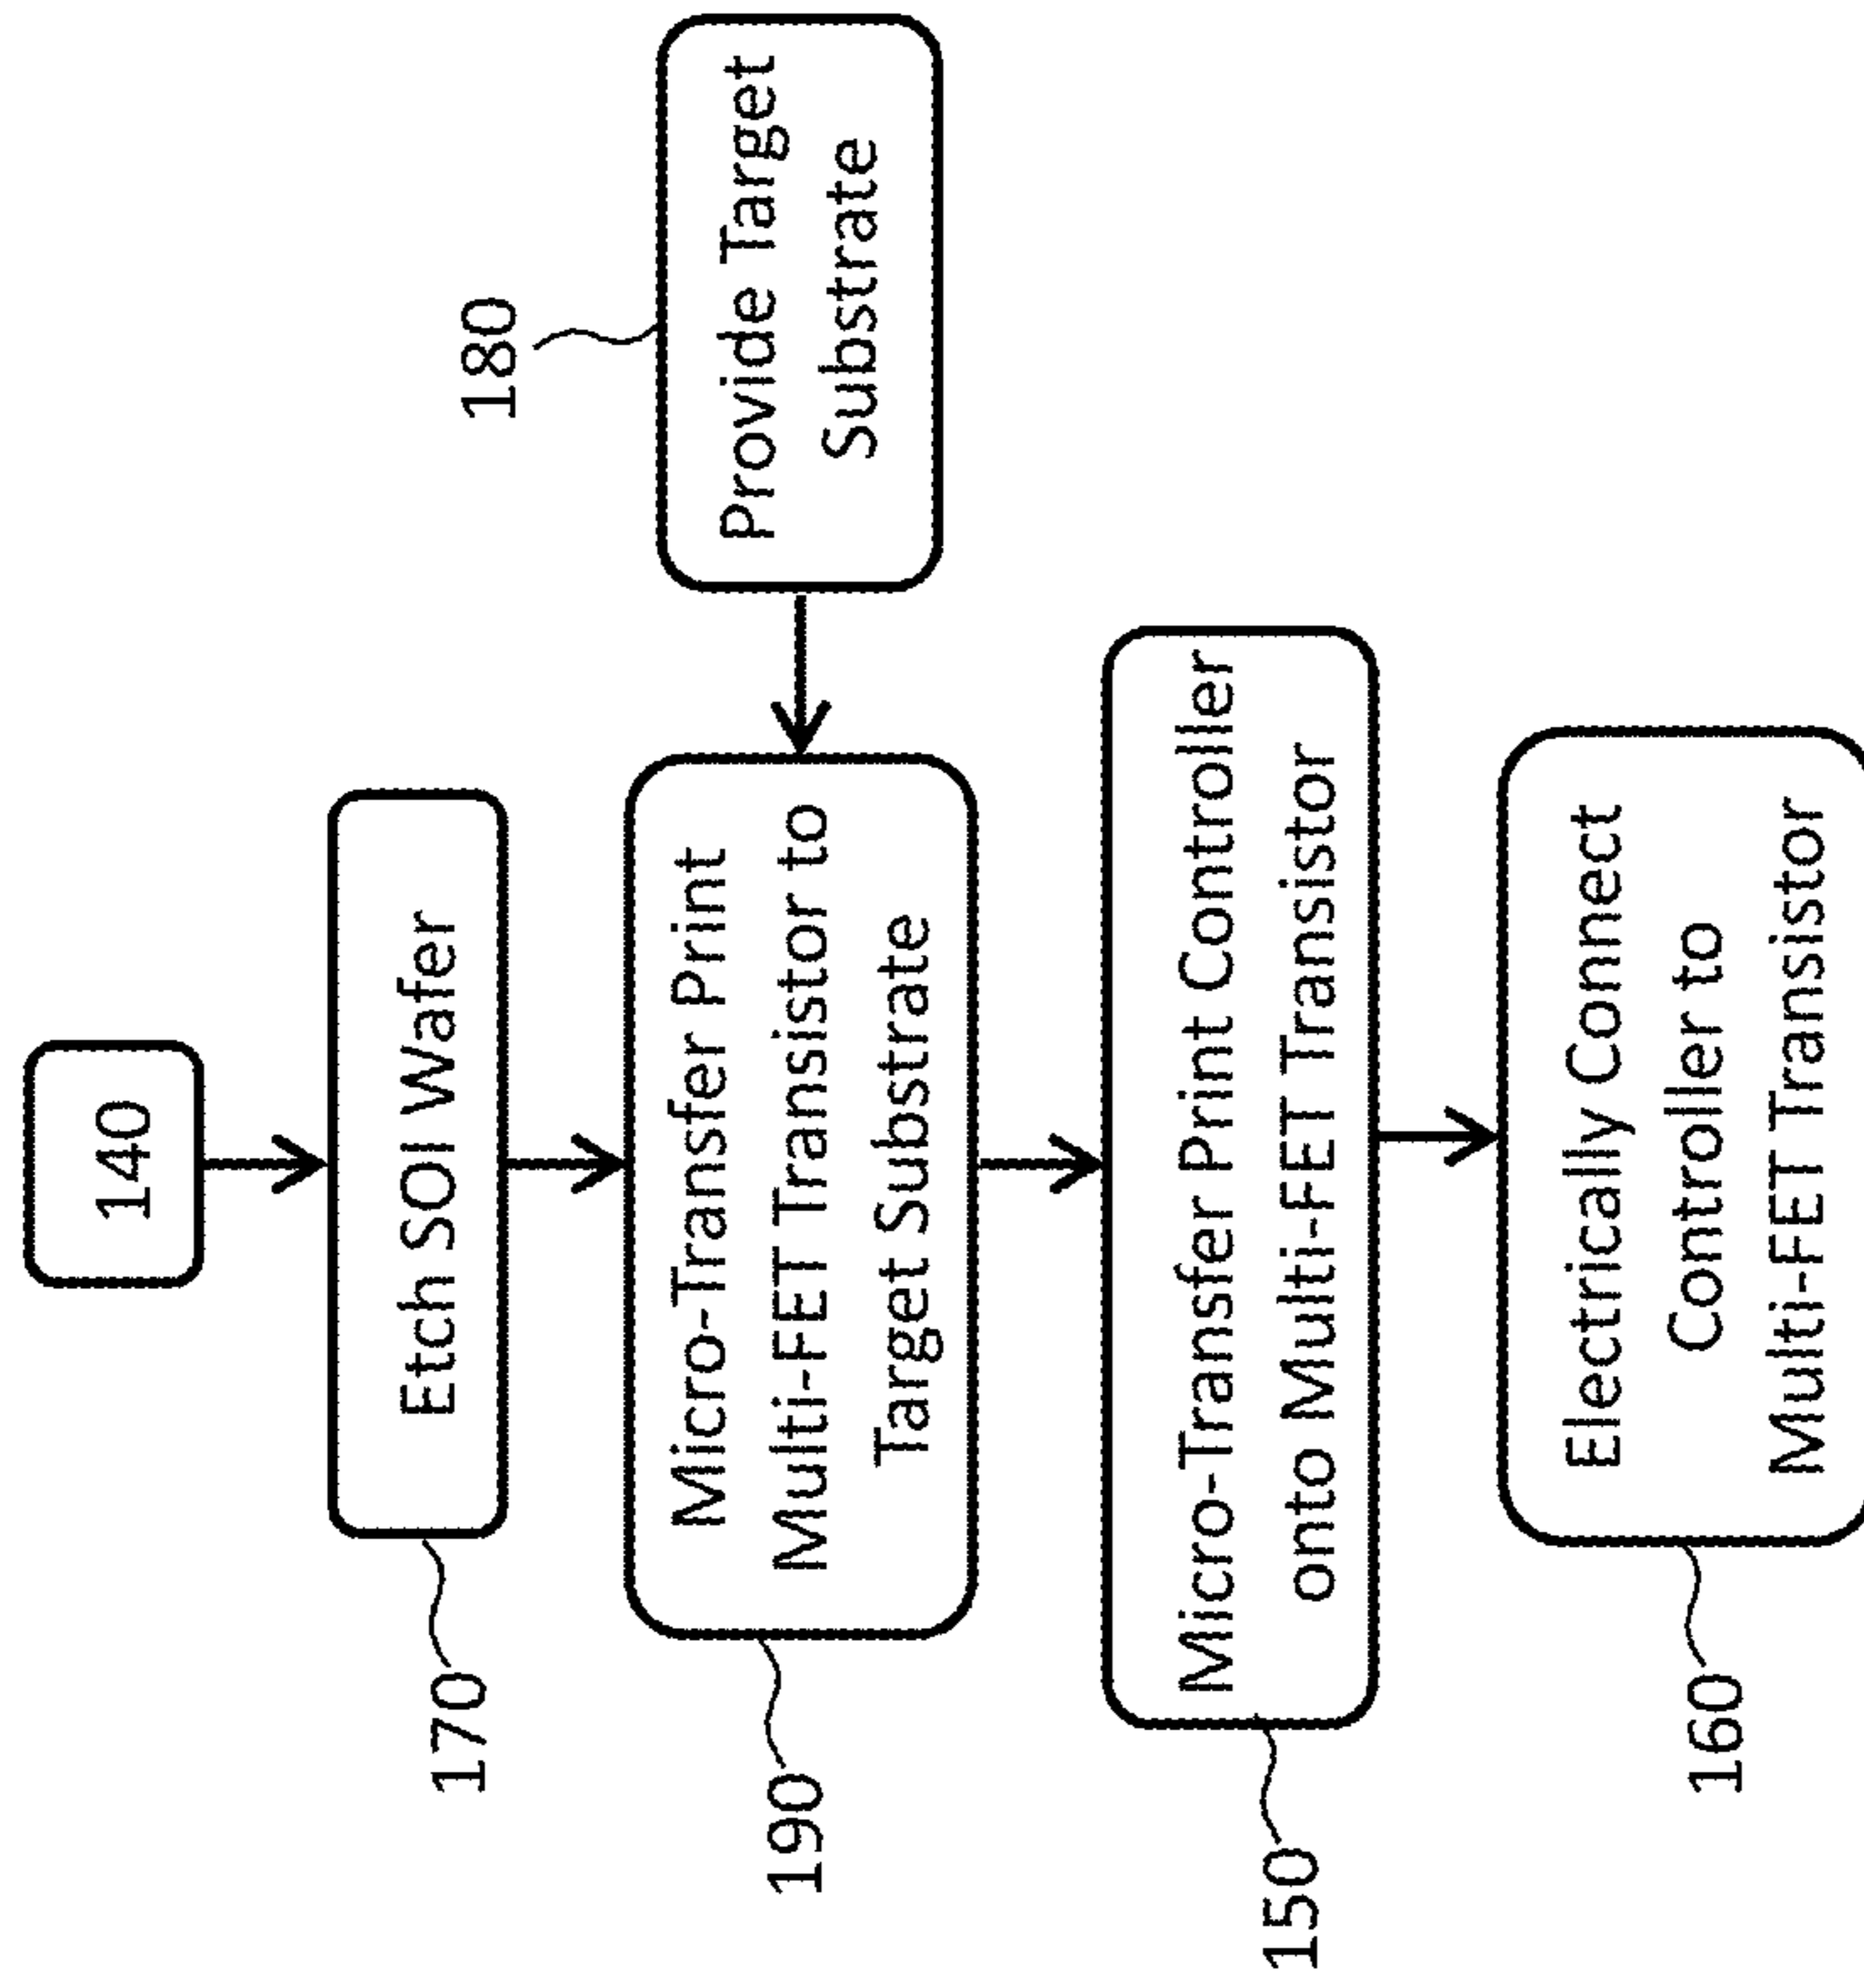 140
170
Etch SOI Wafer
180
Provide Target
Substrate
190
Micro-Transfer Print
Multi-FET Transistor to
Target Substrate
150
Micro-Transfer Print Controller
onto Multi-FET Transistor
160
Electrically Connect
Controller to
Multi-FET Transistor